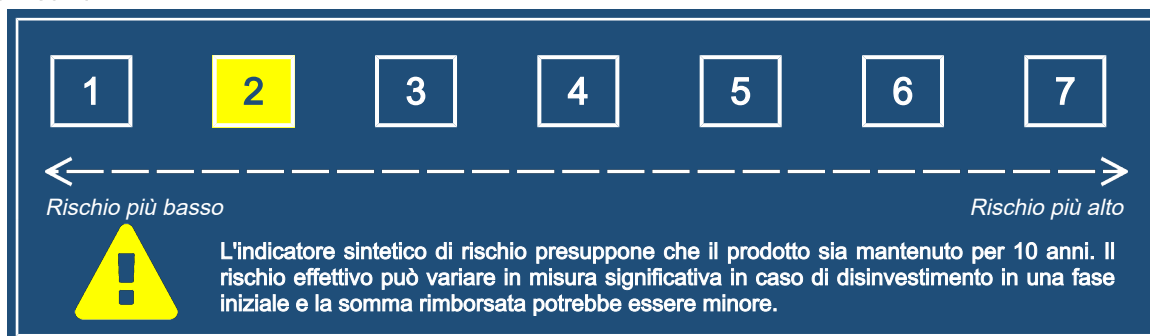 1 2 3 4 5 6 7
Rischio più basso Rischio più alto
L'indicatore sintetico di rischio presuppone che il prodotto sia mantenuto per 10 anni. Il
rischio effettivo può variare in misura significativa in caso di disinvestimento in una fase
iniziale e la somma rimborsata potrebbe essere minore.